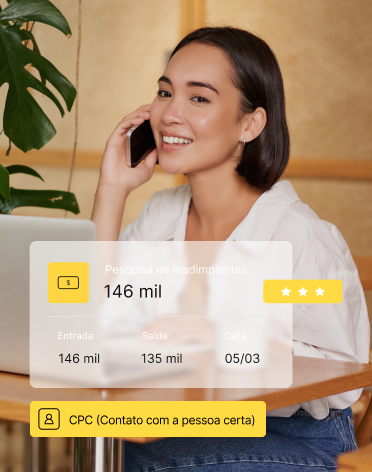 Pesquisa de inadimplentes
$
146 mil
Entrada Saída Data
146 mil 135 mil 05/03
CPC (Contato com a pessoa certa)